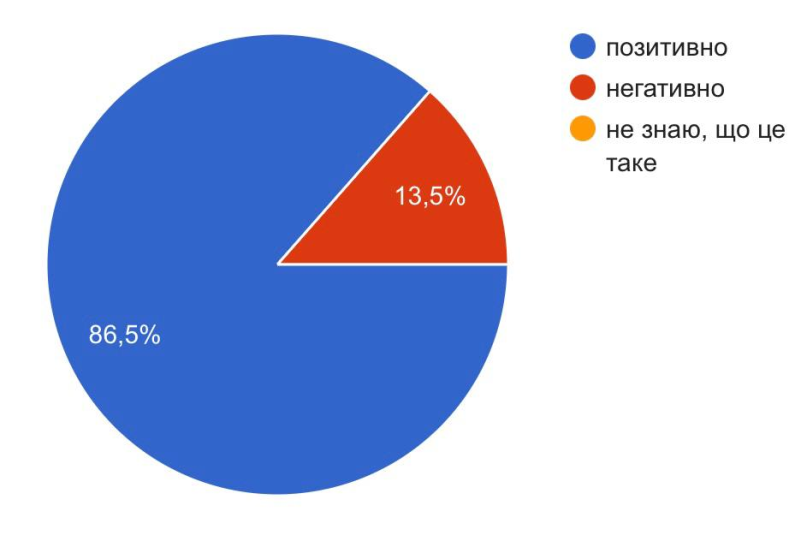 позитивно
негативно
не знаю, що це
таке
13,5%
86,5%